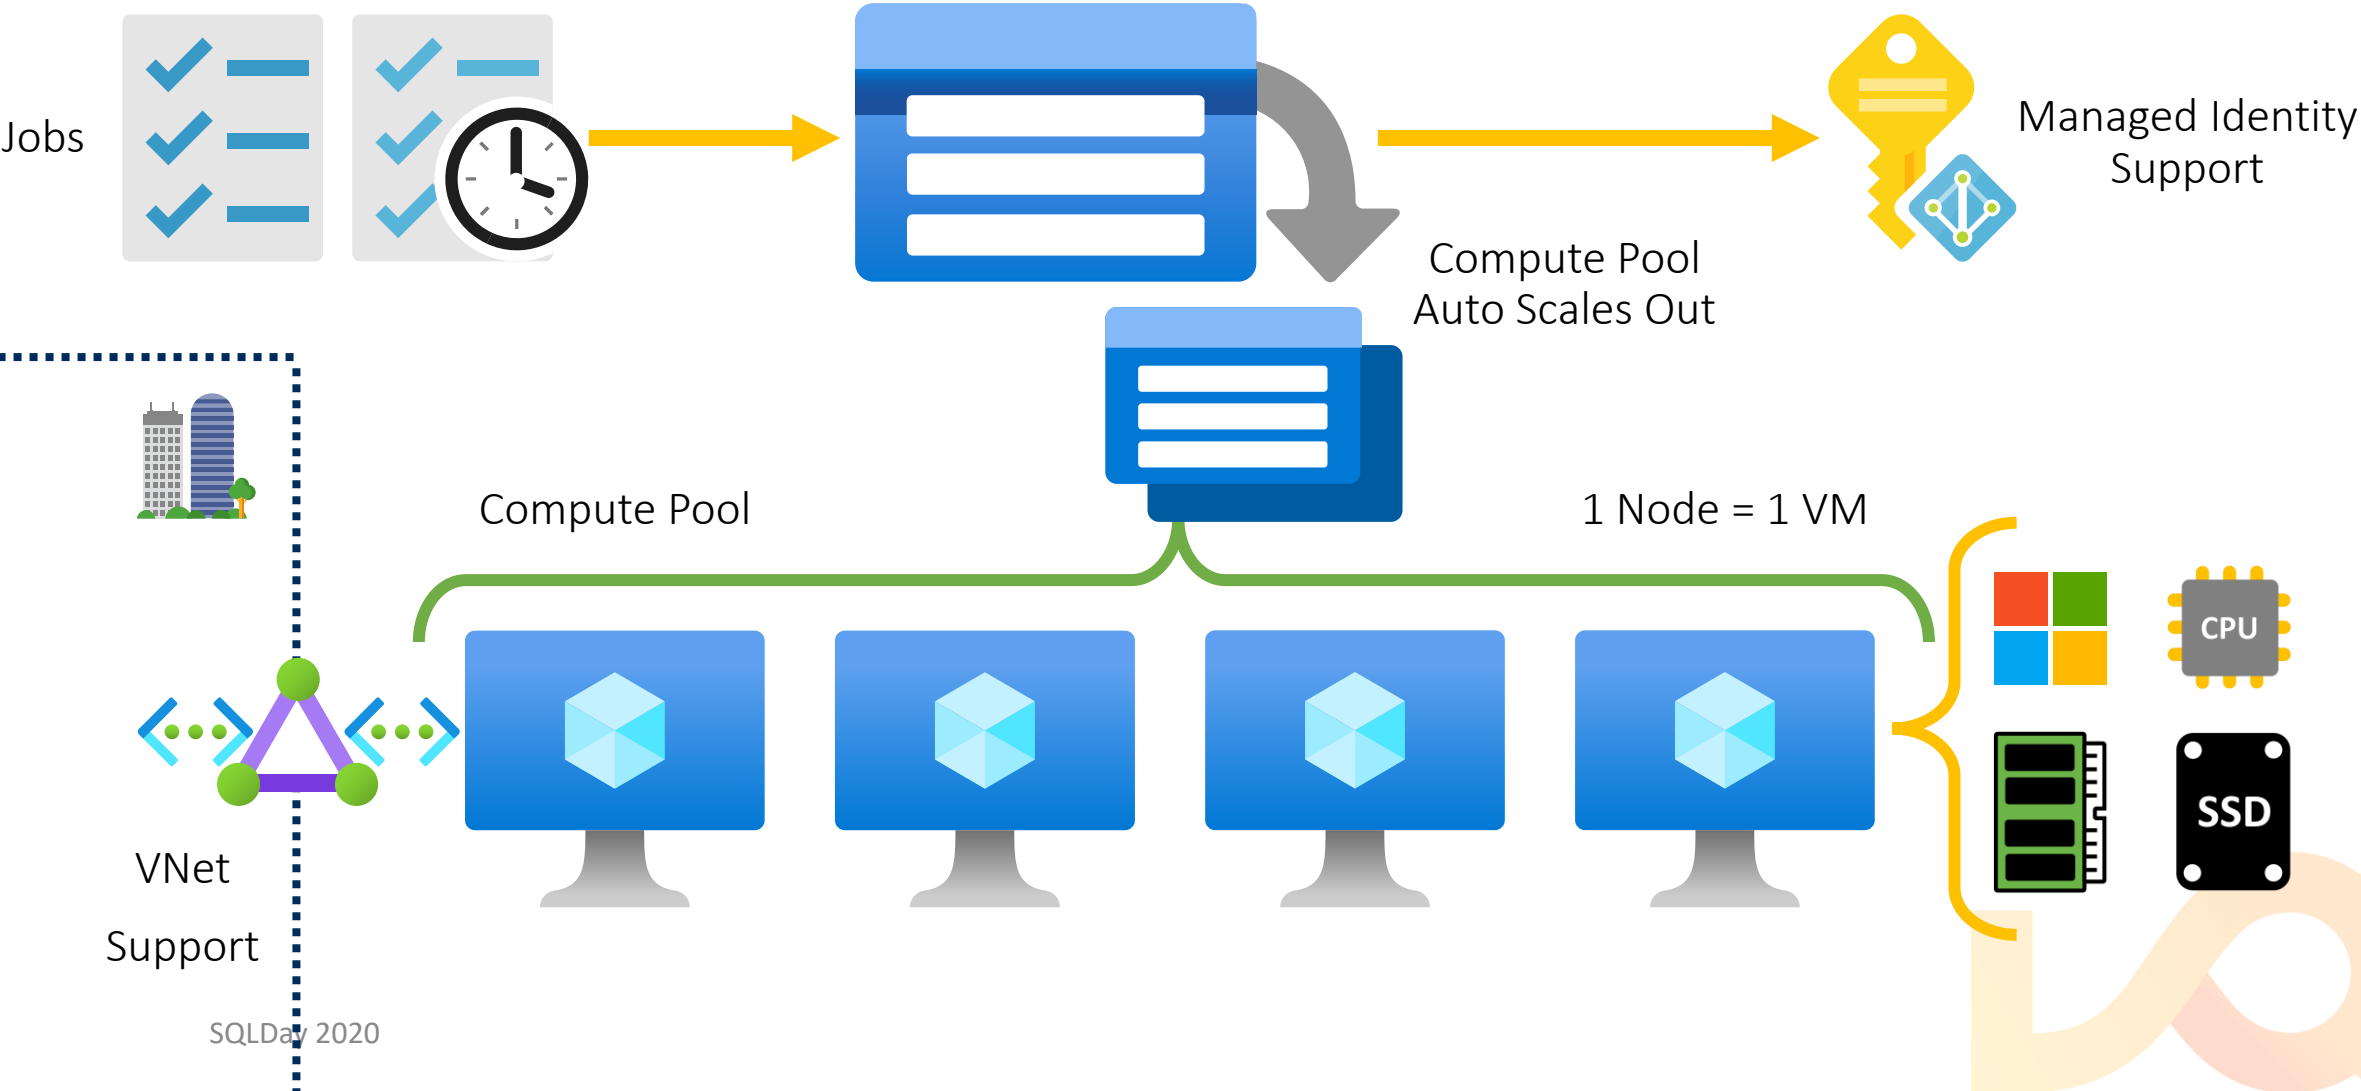 Jobs
Managed Identity
Support
Compute Pool
Auto Scales Out
Compute Pool
1 Node = 1 VM
CPU
SSD
VNet
Support
SQLDay 2020